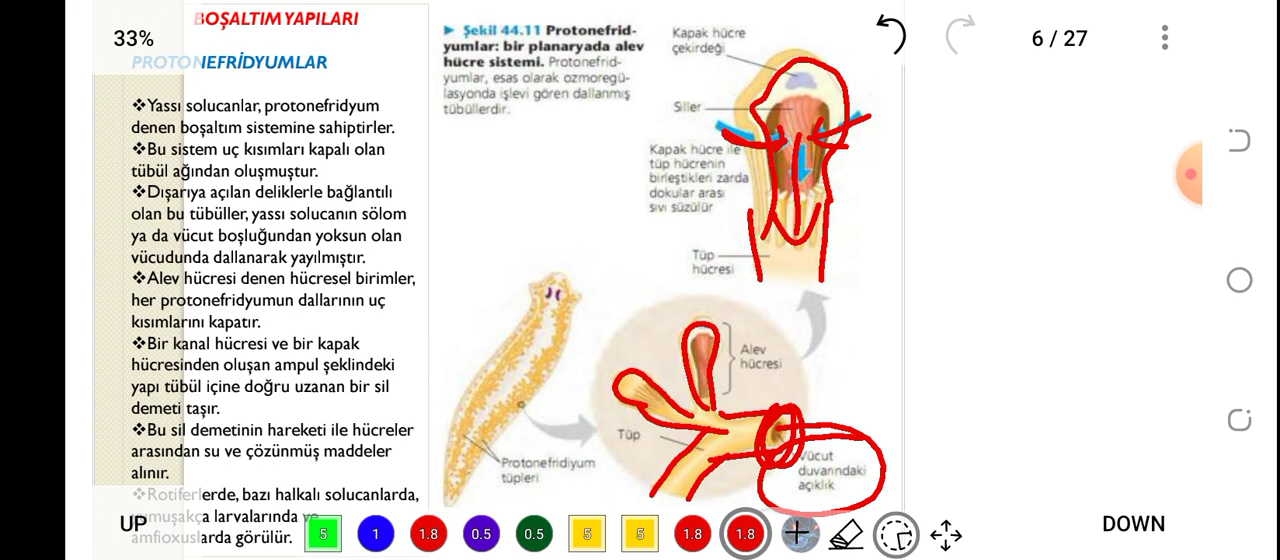 BOŞALTIM YAPILARI
33%
PROTONEFRİDYUMLAR
❖Yassı solucanlar, protonefridyum
denen boşaltım sistemine sahiptirler.
❖Bu sistem uç kısımları kapalı olan
tübül ağından oluşmuştur.
❖Dışarıya açılan deliklerle bağlantılı
olan bu tübüller, yassı solucanın sölom
ya da vücut boşluğundan yoksun olan
vücudunda dallanarak yayılmıştır.
❖Alev hücresi denen hücresel birimler,
her protonefridyumun dallarının uç
kısımlarını kapatır.
❖Bir kanal hücresi ve bir kapak
hücresinden oluşan ampul şeklindeki
yapı tübül içine doğru uzanan bir sil
demeti taşır.
❖Bu sil demetinin hareketi ile hücreler
arasından su ve çözünmüş maddeler
alınır.
❖Rotiferlerde, bazı halkalı solucanlarda,
yumuşakça larvalarında ve
amfioxuslarda görülür.
► Şekil 44.11 Protonefrid-
yumlar: bir planaryada alev
hücre sistemi. Protonefrid-
yumlar, esas olarak ozmoregü-
lasyonda işlevi gören dallanmış
tübüllerdir.
Kapak hücre
çekirdeği
Siller
Kapak hücre ile
tüp hücrenin
birleştikleri zarda
dokular arası
sıvı süzülür
Tüp
hücresi
Alev
hücresi
Tüp
Protonefridiyum
tüpleri
Vücut
duvarındaki
açıklık
6 / 27
UP
5
1
1.8
0.5
0.5
5
5
1.8
1.8
DOWN